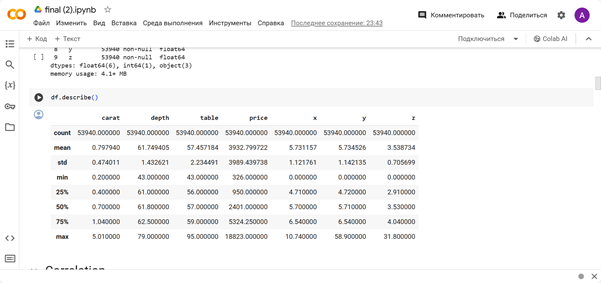 final (2).ipynb
Файл Изменить Вид Вставка Среда выполнения Инструменты Справка Последнее сохранение: 23:43
Комментировать Поделиться A
+ Код + Текст Подключиться Colab AI
[ ] 8 y 53940 non-null float64
9 z 53940 non-null float64
dtypes: float64(6), int64(1), object(3)
memory usage: 4.1+ MB
df.describe()
carat depth table price x y z
count 53940.000000 53940.000000 53940.000000 53940.000000 53940.000000 53940.000000 53940.000000
mean 0.797940 61.749405 57.457184 3932.799722 5.731157 5.734526 3.538734
std 0.474011 1.432621 2.234491 3989.439738 1.121761 1.142135 0.705699
min 0.200000 43.000000 43.000000 326.000000 0.000000 0.000000 0.000000
25% 0.400000 61.000000 56.000000 950.000000 4.710000 4.720000 2.910000
50% 0.700000 61.800000 57.000000 2401.000000 5.700000 5.710000 3.530000
75% 1.040000 62.500000 59.000000 5324.250000 6.540000 6.540000 4.040000
max 5.010000 79.000000 95.000000 18823.000000 10.740000 58.900000 31.800000
Correlation